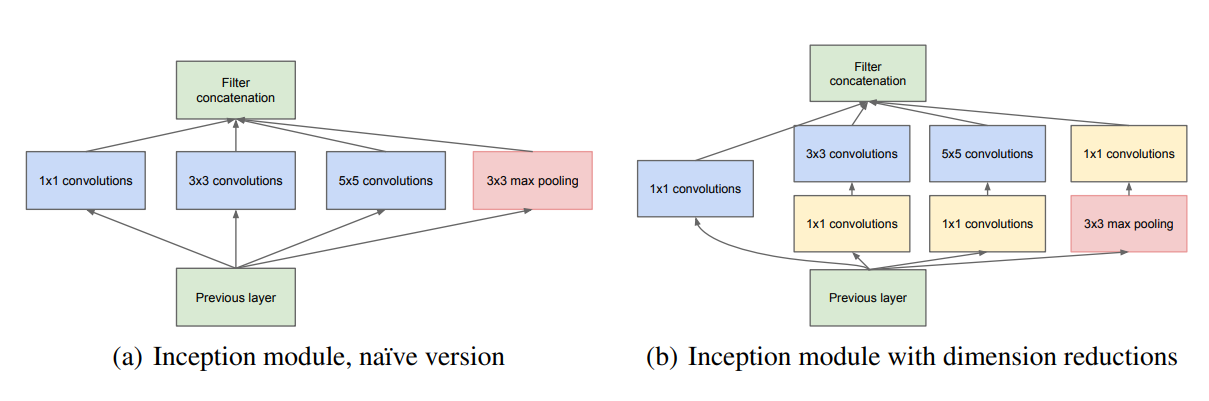 Filter
concatenation
1x1 convolutions
3x3 convolutions
5x5 convolutions
3x3 max pooling
Previous layer
(a) Inception module, naïve version
Filter
concatenation
3x3 convolutions
5x5 convolutions
1x1 convolutions
1x1 convolutions
1x1 convolutions
1x1 convolutions
3x3 max pooling
Previous layer
(b) Inception module with dimension reductions